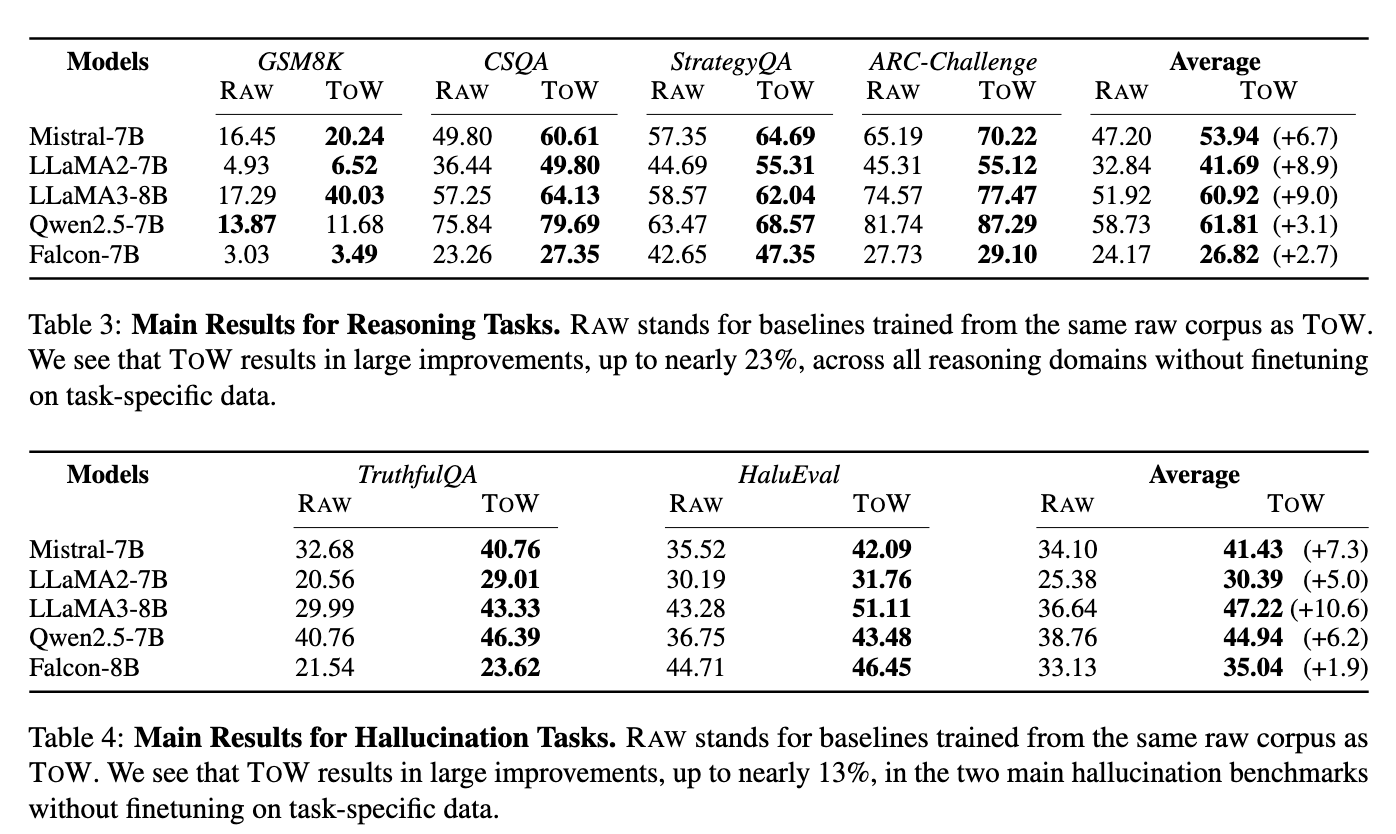 Models GSM8K CSQA StrategyQA ARC-Challenge Average
RAW TOW RAW TOW RAW TOW RAW TOW RAW TOW
Mistral-7B 16.45 20.24 49.80 60.61 57.35 64.69 65.19 70.22 47.20 53.94 (+6.7)
LLaMA2-7B 4.93 6.52 36.44 49.80 44.69 55.31 45.31 55.12 32.84 41.69 (+8.9)
LLaMA3-8B 17.29 40.03 57.25 64.13 58.57 62.04 74.57 77.47 51.92 60.92 (+9.0)
Qwen2.5-7B 13.87 11.68 75.84 79.69 63.47 68.57 81.74 87.29 58.73 61.81 (+3.1)
Falcon-7B 3.03 3.49 23.26 27.35 42.65 47.35 27.73 29.10 24.17 26.82 (+2.7)
Table 3: Main Results for Reasoning Tasks. RAW stands for baselines trained from the same raw corpus as TOW.
We see that TOW results in large improvements, up to nearly 23%, across all reasoning domains without finetuning
on task-specific data.
Models TruthfulQA HaluEval Average
RAW TOW RAW TOW RAW TOW
Mistral-7B 32.68 40.76 35.52 42.09 34.10 41.43 (+7.3)
LLaMA2-7B 20.56 29.01 30.19 31.76 25.38 30.39 (+5.0)
LLaMA3-8B 29.99 43.33 43.28 51.11 36.64 47.22 (+10.6)
Qwen2.5-7B 40.76 46.39 36.75 43.48 38.76 44.94 (+6.2)
Falcon-8B 21.54 23.62 44.71 46.45 33.13 35.04 (+1.9)
Table 4: Main Results for Hallucination Tasks. RAW stands for baselines trained from the same raw corpus as
TOW. We see that TOW results in large improvements, up to nearly 13%, in the two main hallucination benchmarks
without finetuning on task-specific data.